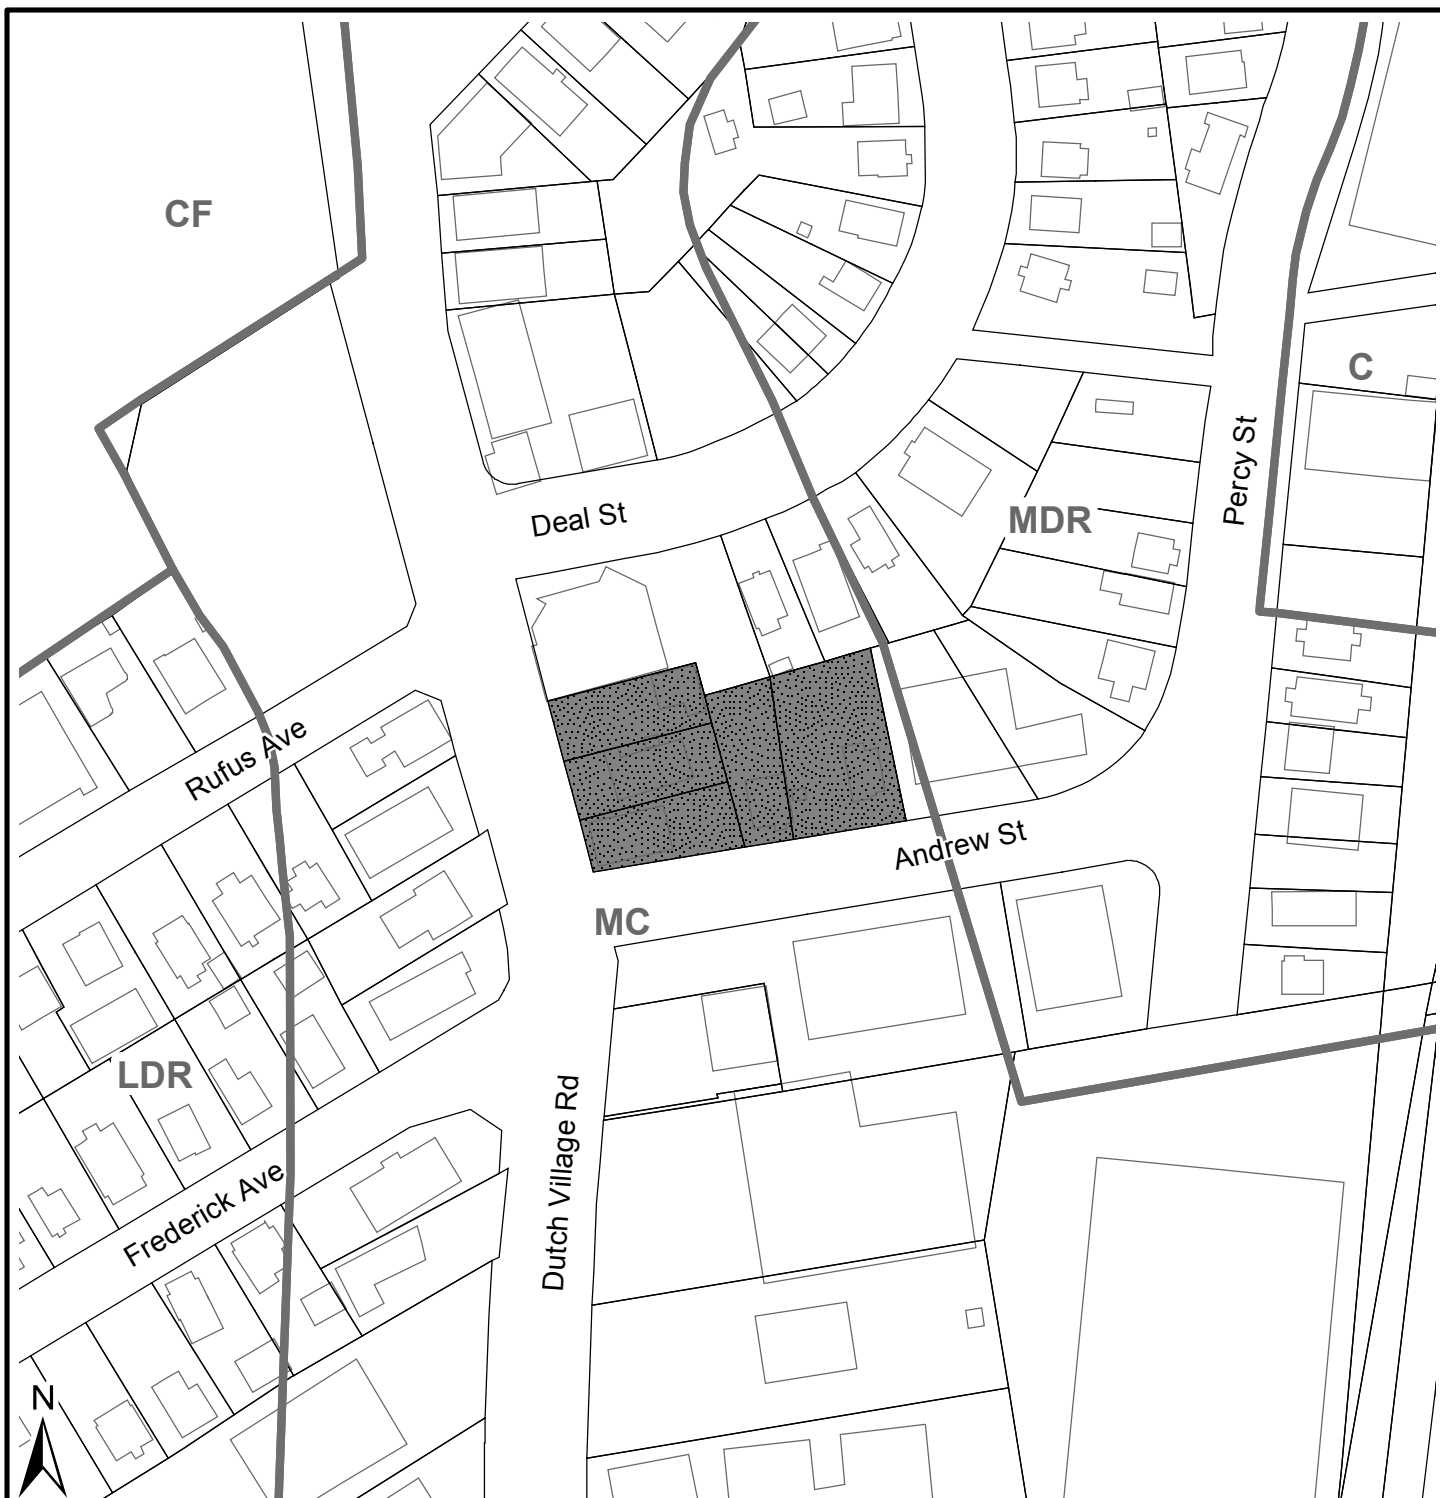 CF
C
Percy St
Deal St
MDR
Rufus Ave
Andrew St
MC
LDR
Dutch Village Rd
Frederick Ave
N